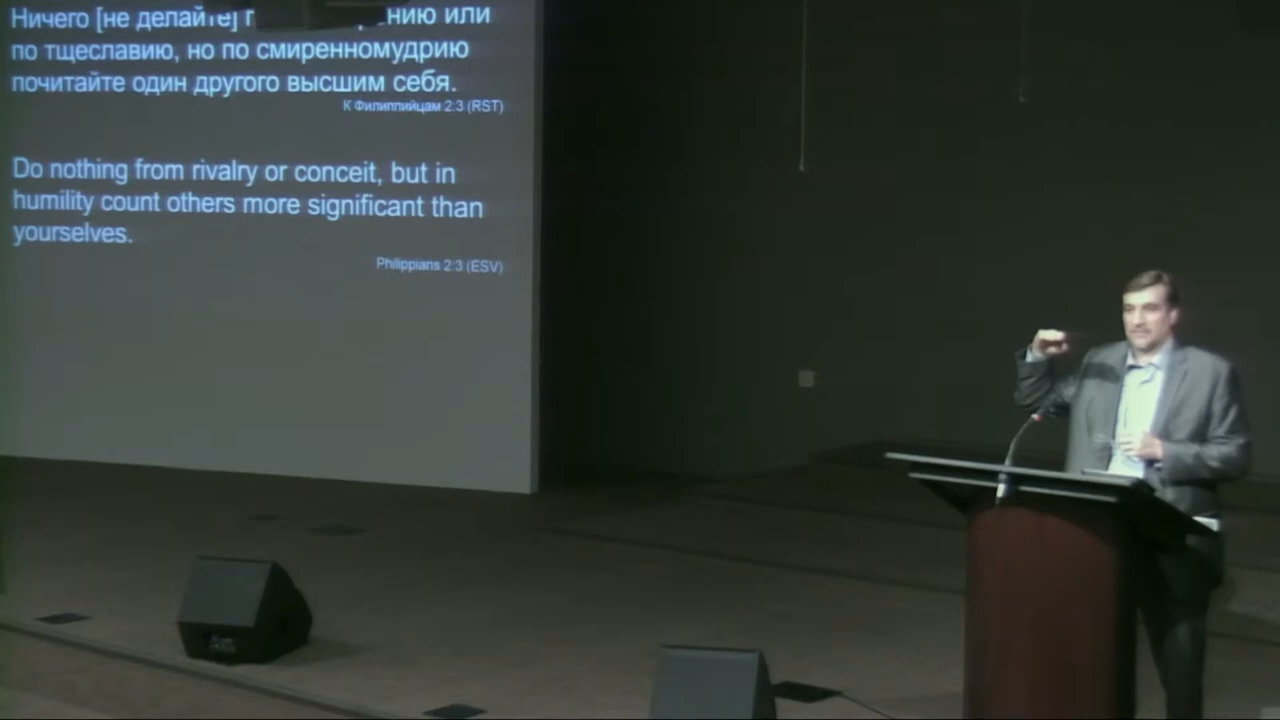 Ничего [не делайте] или
по тщеславию, но по смиренномудрию
почитайте один другого высшим себя.
К Филиппийцам 2:3 (RST)
Do nothing from rivalry or conceit, but in
humility count others more significant than
yourselves.
Philippians 2:3 (ESV)